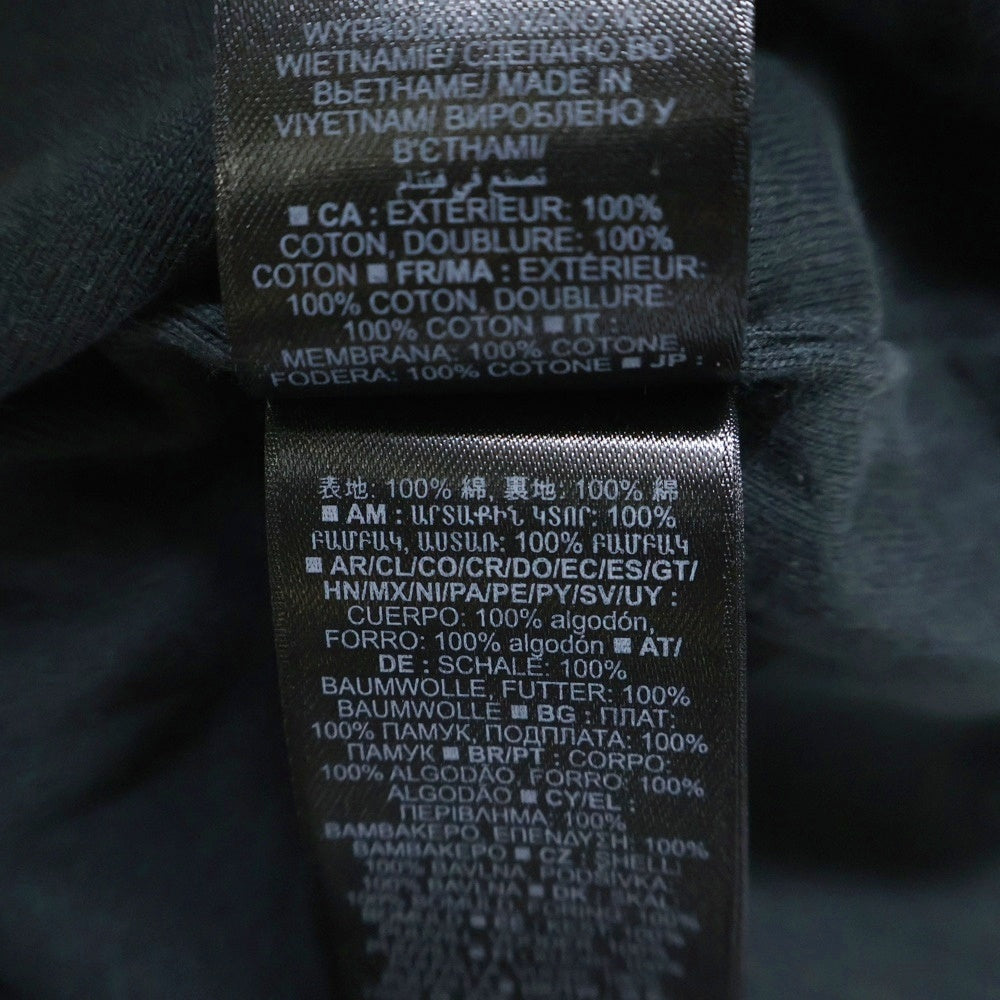 WYPRODUKOWANO W
WIETNAMIE/ СДЕЛАНО ВО
ВЬЕТНАМЕ/ MADE IN
VIYETNAM/ ВИРОБЛЕНО У
В'ЄТНАМІ/
تصنع في فيتنام
■ CA : EXTÉRIEUR: 100%
COTON, DOUBLURE: 100%
COTON ■ FR/MA : EXTÉRIEUR:
100% COTON, DOUBLURE:
100% COTON ■ IT :
MEMBRANA: 100% COTONE,
FODERA: 100% COTONE ■ JP :
表地: 100% 綿, 裏地: 100% 綿
■ AM : ԱՐՏԱՔԻՆ ԿՏՈՐ: 100%
ԲԱՄԲԱԿ, ԱՍՏԱՌ: 100% ԲԱՄԲԱԿ
■ AR/CL/CO/CR/DO/EC/ES/GT/
HN/MX/NI/PA/PE/PY/SV/UY :
CUERPO: 100% algodón,
FORRO: 100% algodón ■ AT/
DE : SCHALE: 100%
BAUMWOLLE, FUTTER: 100%
BAUMWOLLE ■ BG : ПЛАТ:
100% ПАМУК, ПОДПЛАТА: 100%
ПАМУК ■ BR/PT : CORPO:
100% ALGODÃO, FORRO: 100%
ALGODÃO ■ CY/EL :
ΠΕΡΙΒΛΗΜΑ: 100%
ΒΑΜΒΑΚΕΡΟ, ΕΠΕΝΔΥΣΗ: 100%
ΒΑΜΒΑΚΕΡΟ ■ CZ : SHELL:
100% BAVLNA, PODŠÍVKA:
100% BAVLNA ■ DK